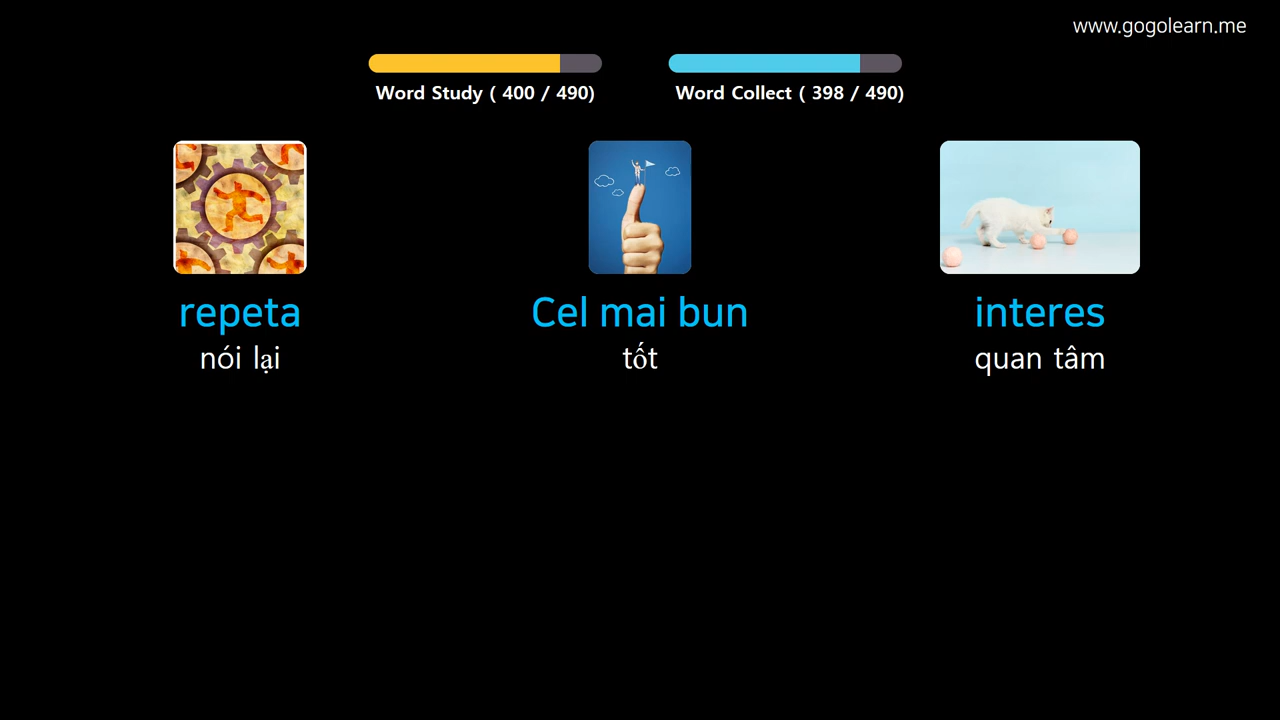 www.gogolearn.me
Word Study ( 400 / 490)
Word Collect ( 398 / 490)
repeta
Cel mai bun
interes
nói lại
tốt
quan tâm